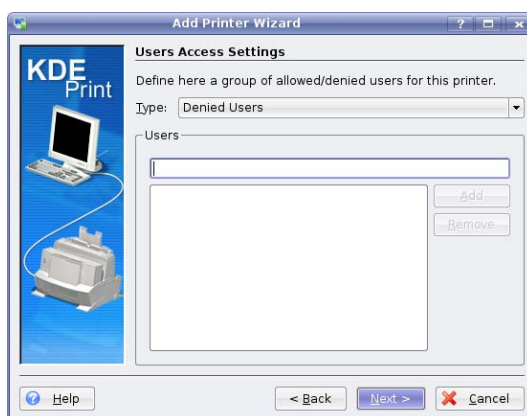 Add Printer Wizard
KDE
Print
Users Access Settings
Define here a group of allowed/denied users for this printer.
Type: Denied Users
Users
Add
Remove
Help < Back Next > Cancel